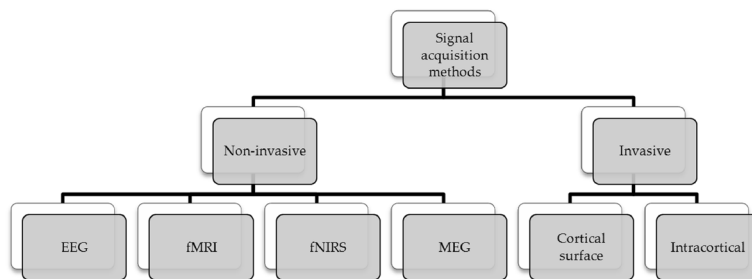 Signal
acquisition
methods
Non-invasive
Invasive
EEG
fMRI
fNIRS
MEG
Cortical
surface
Intracortical